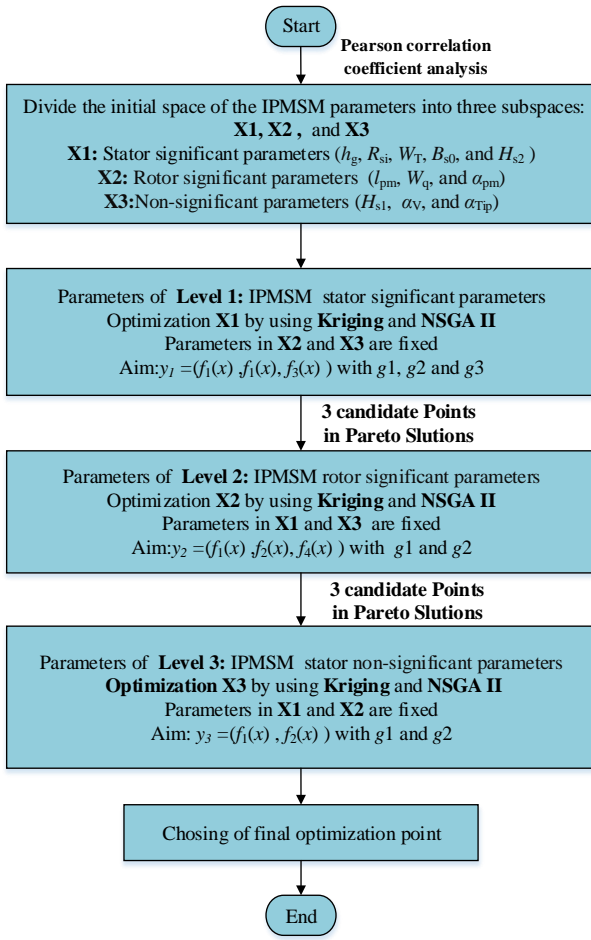 Start
Pearson correlation
coefficient analysis
Divide the initial space of the IPMSM parameters into three subspaces:
X1, X2 , and X3
X1: Stator significant parameters (hg, Rsi, WT, Bs0, and Hs2 )
X2: Rotor significant parameters (lpm, Wq, and αpm)
X3:Non-significant parameters (Hs1, αV, and αTip)
Parameters of Level 1: IPMSM stator significant parameters
Optimization X1 by using Kriging and NSGA II
Parameters in X2 and X3 are fixed
Aim:y1 =(f1(x) ,f1(x), f3(x) ) with g1, g2 and g3
3 candidate Points
in Pareto Slutions
Parameters of Level 2: IPMSM rotor significant parameters
Optimization X2 by using Kriging and NSGA II
Parameters in X1 and X3 are fixed
Aim:y2 =(f1(x) ,f2(x), f4(x) ) with g1 and g2
3 candidate Points
in Pareto Slutions
Parameters of Level 3: IPMSM stator non-significant parameters
Optimization X3 by using Kriging and NSGA II
Parameters in X1 and X2 are fixed
Aim: y3 =(f1(x) , f2(x) ) with g1 and g2
Chosing of final optimization point
End